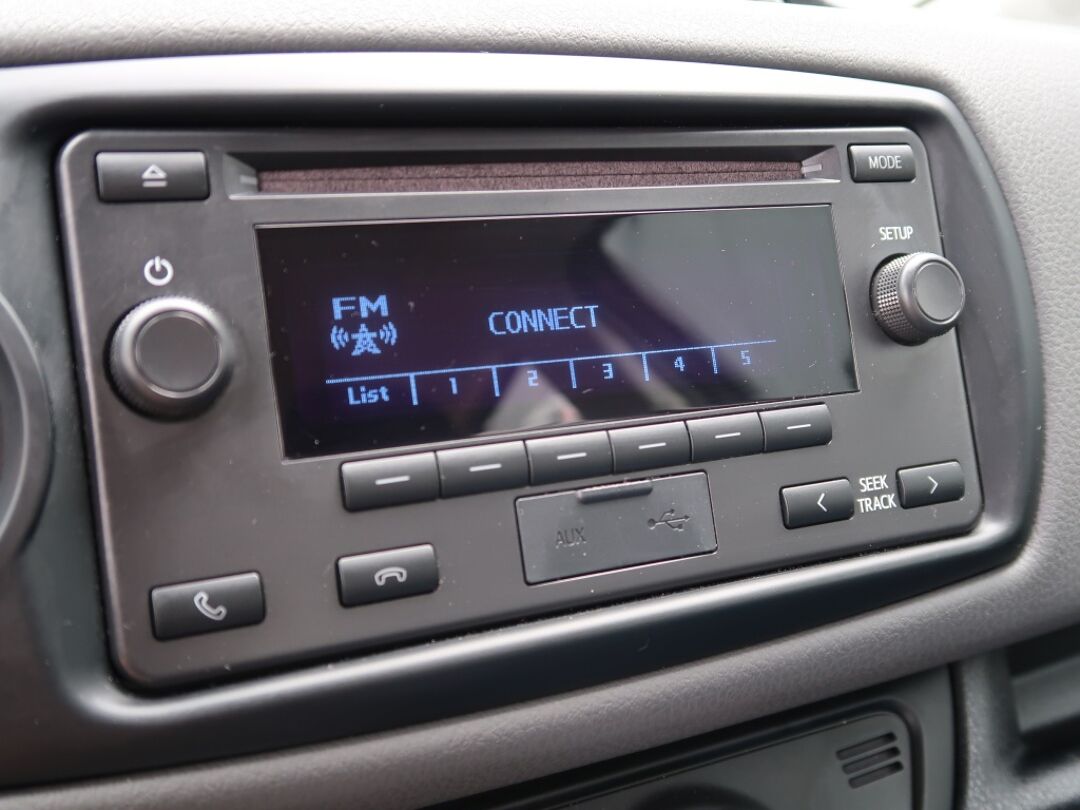 MODE
SETUP
FM
CONNECT
List 1 2 3 4 5
SEEK
TRACK
AUX